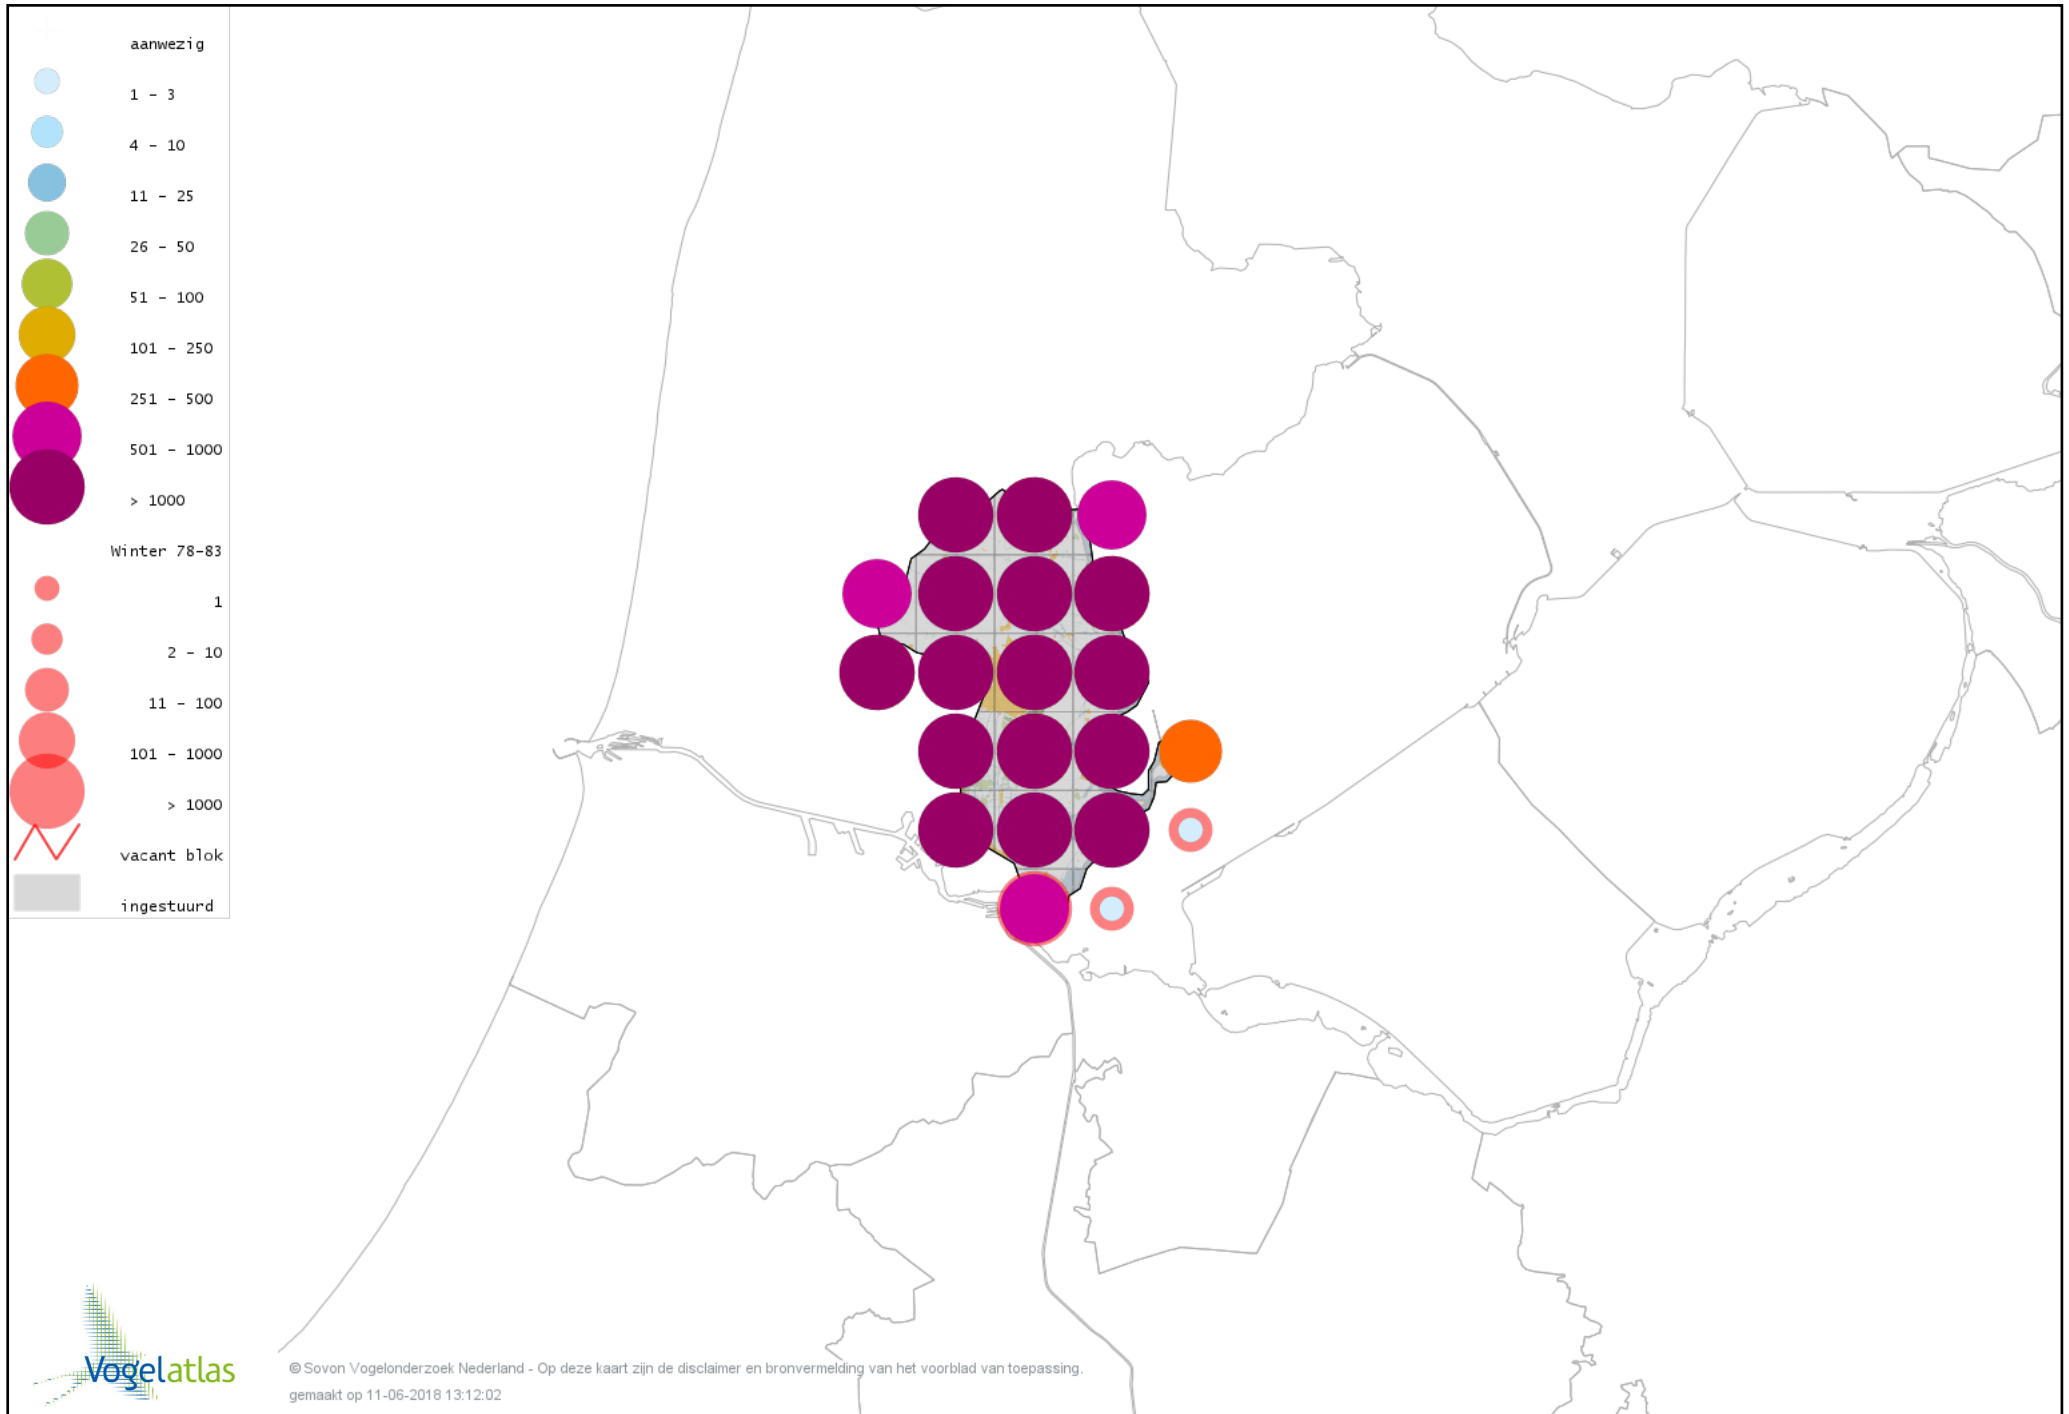 aanwezig
1 - 3
4 - 10
11 - 25
26 - 50
51 - 100
101 - 250
251 - 500
501 - 1000
> 1000
Winter 78-83
1
2 - 10
11 - 100
101 - 1000
> 1000
vacant blok
ingestuurd
Vogelatlas
© Sovon Vogelonderzoek Nederland - Op deze kaart zijn de disclaimer en bronvermelding van het voorblad van toepassing.
gemaakt op 11-06-2018 13:12:02